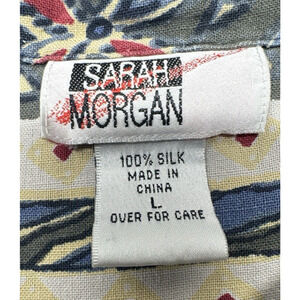 SARAH
MORGAN
100% SILK
MADE IN
CHINA
L
OVER FOR CARE